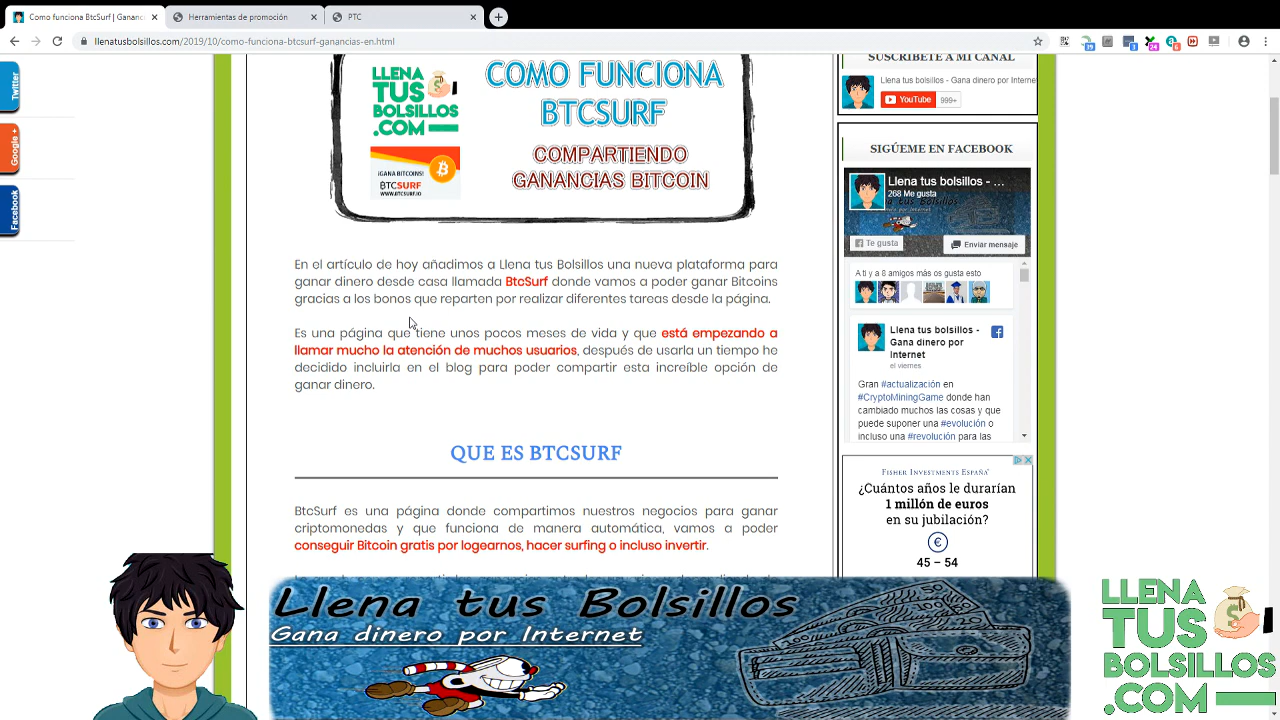 Como funciona BtcSurf | Gananc
Herramientas de promoción
PTC
llenatusbolsillos.com/2019/10/como-funciona-btcsurf-ganancias-en.html
Twitter
Google +
Facebook
LLENA
TUS
BOLSILLOS
.COM
¡GANA BITCOINS!
BTCSURF
WWW.BTCSURF.IO
COMO FUNCIONA
BTCSURF
COMPARTIENDO
GANANCIAS BITCOIN
En el artículo de hoy añadimos a Llena tus Bolsillos una nueva plataforma para
ganar dinero desde casa llamada BtcSurf donde vamos a poder ganar Bitcoins
gracias a los bonos que reparten por realizar diferentes tareas desde la página.
Es una página que tiene unos pocos meses de vida y que está empezando a
llamar mucho la atención de muchos usuarios, después de usarla un tiempo he
decidido incluirla en el blog para poder compartir esta increíble opción de
ganar dinero.
QUE ES BTCSURF
BtcSurf es una página donde compartimos nuestros negocios para ganar
criptomonedas y que funciona de manera automática, vamos a poder
conseguir Bitcoin gratis por logearnos, hacer surfing o incluso invertir.
SUSCRÍBETE A MI CANAL
Llena tus bolsillos - Gana dinero por Internet
YouTube 999+
SIGÚEME EN FACEBOOK
Llena tus bolsillos - ...
268 Me gusta
Te gusta
Enviar mensaje
A ti y a 6 amigos más os gusta esto
Llena tus bolsillos -
Gana dinero por
Internet
el viernes
Gran #actualización en
#CryptoMiningGame donde han
cambiado muchos las cosas y que
puede suponer una #evolución o
incluso una #revolución para las
FISHER INVESTMENTS ESPAÑA
¿Cuántos años le durarían
1 millón de euros
en su jubilación?
€
45 – 54
Llena tus Bolsillos
Gana dinero por Internet
LLENA
TUS
BOLSILLOS
.COM